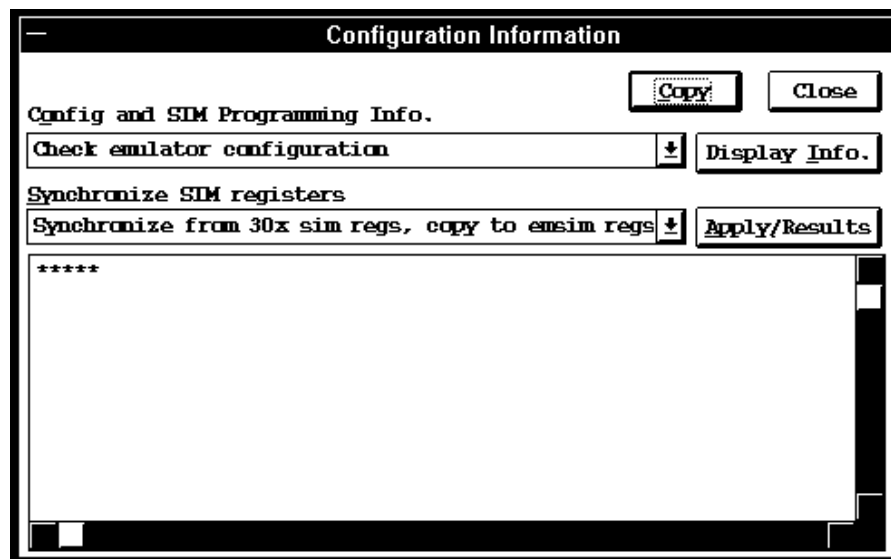 Configuration Information
Copy Close
Config and SIM Programming Info.
Check emulator configuration Display Info.
Synchronize SIM registers
Synchronize from 30x sim regs, copy to emsim regs Apply/Results
*****